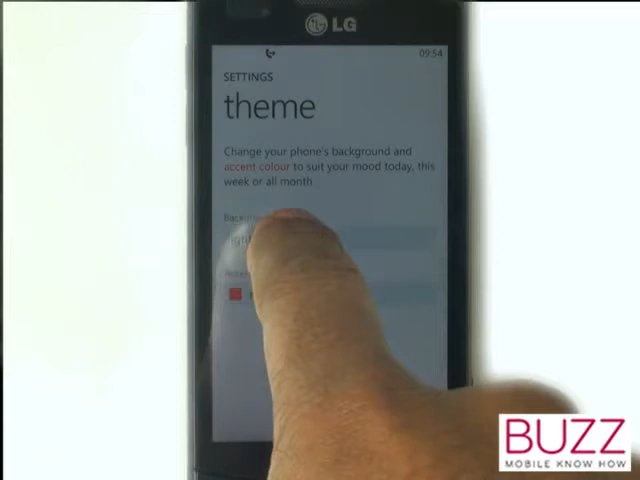 LG
09:54
SETTINGS
theme
Change your phone's background and
accent colour to suit your mood today, this
week or all month
BUZZ
MOBILE KNOW HOW